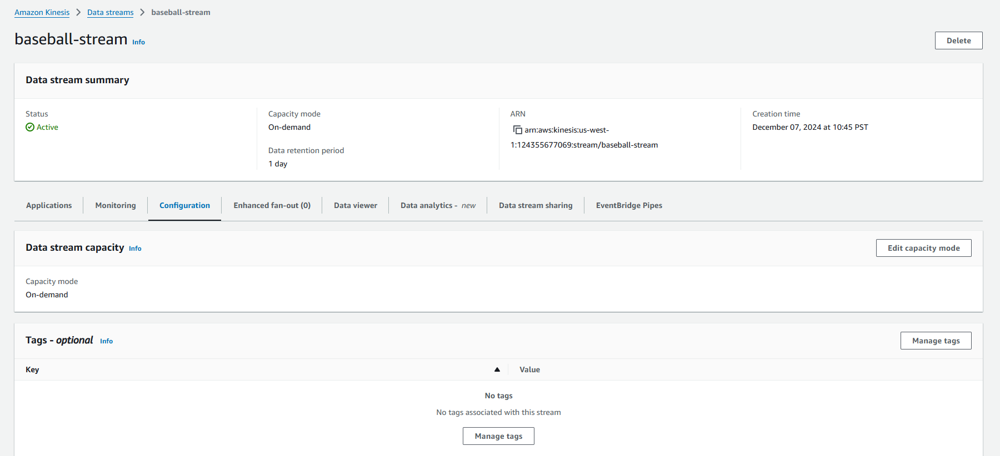 Amazon Kinesis > Data streams > baseball-stream
baseball-stream Info
Delete
Data stream summary
Status
Active
Capacity mode
On-demand
Data retention period
1 day
ARN
arn:aws:kinesis:us-west-
1:124355677069:stream/baseball-stream
Creation time
December 07, 2024 at 10:45 PST
Applications
Monitoring
Configuration
Enhanced fan-out (0)
Data viewer
Data analytics - new
Data stream sharing
EventBridge Pipes
Data stream capacity Info
Edit capacity mode
Capacity mode
On-demand
Tags - optional Info
Manage tags
Key
Value
No tags
No tags associated with this stream
Manage tags